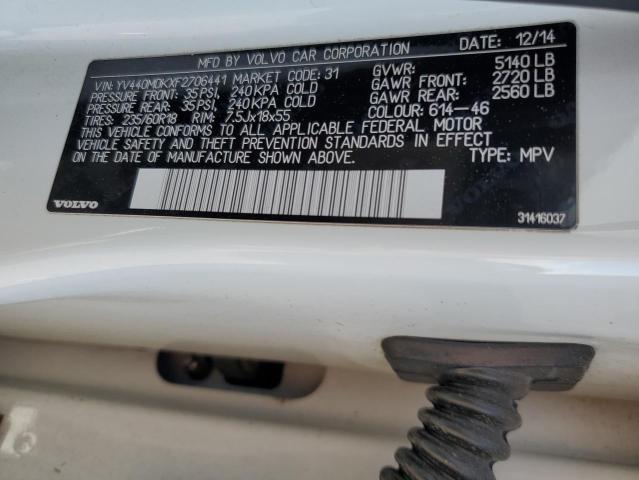 MFD BY VOLVO CAR CORPORATION DATE: 12/14
VIN: YV440MDKXF2706441 MARKET CODE: 31 GVWR: 5140 LB
PRESSURE FRONT: 35PSI, 240KPA COLD GAWR FRONT: 2720 LB
PRESSURE REAR: 35PSI, 240KPA COLD GAWR REAR: 2560 LB
TIRES: 235/60R18 RIM: 7.5Jx18x55 COLOUR: 614-46
THIS VEHICLE CONFORMS TO ALL APPLICABLE FEDERAL MOTOR
VEHICLE SAFETY AND THEFT PREVENTION STANDARDS IN EFFECT
ON THE DATE OF MANUFACTURE SHOWN ABOVE. TYPE: MPV
VOLVO 31416037